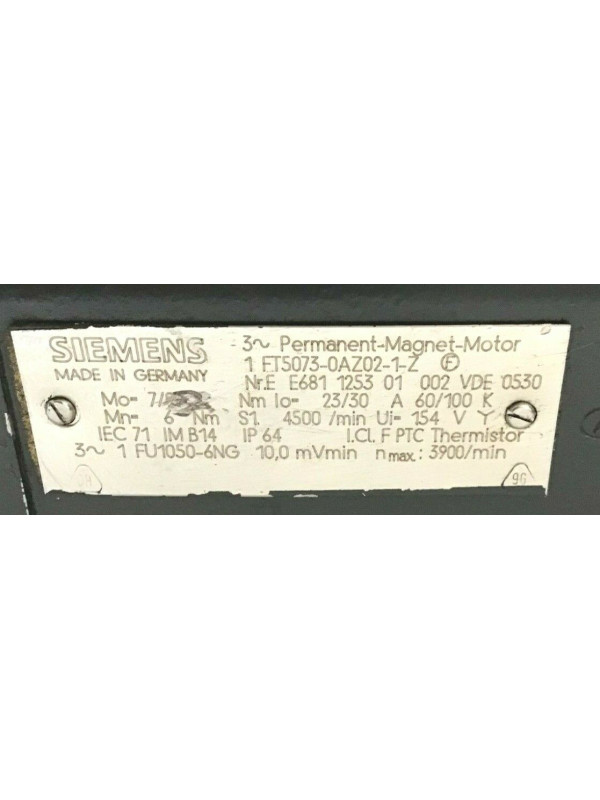 SIEMENS
MADE IN GERMANY
3~ Permanent-Magnet-Motor
1 FT5073-0AZ02-1-Z F
Nr.E E681 1253 01 002 VDE 0530
Mo= 7/ Nm Io= 23/30 A 60/100 K
Mn= 6 Nm S1. 4500 /min Ui= 154 V Y
IEC 71 IM B14 IP 64 I.Cl. F PTC Thermistor
3~ 1 FU1050-6NG 10,0 mVmin nmax.: 3900/min
96